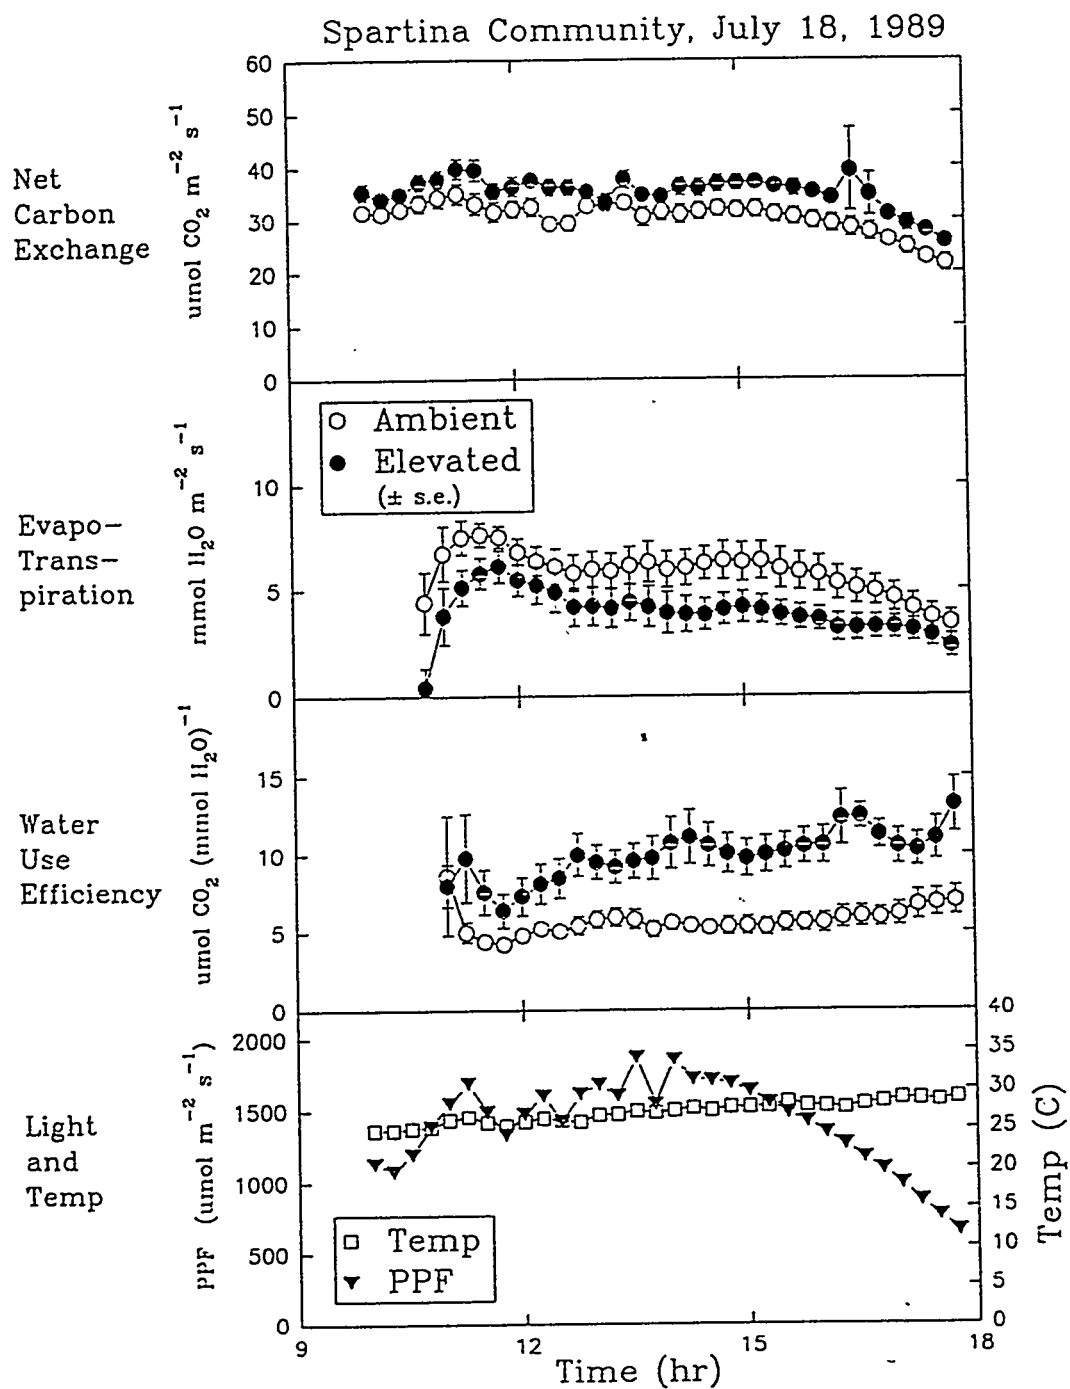 Spartina Community, July 18, 1989
Net
Carbon
Exchange
umol CO2 m−2 s−1
60
50
40
30
20
10
0
Ambient
Elevated
(± s.e.)
Evapo−
Trans−
piration
mmol H2O m−2 s−1
10
5
0
Water
Use
Efficiency
umol CO2 (mmol H2O)−1
15
10
5
0
Light
and
Temp
PPF (umol m−2 s−1)
2000
1500
1000
500
0
Temp
PPF
40
35
30
25
20
15
10
5
0
Temp (C)
9
12
15
18
Time (hr)